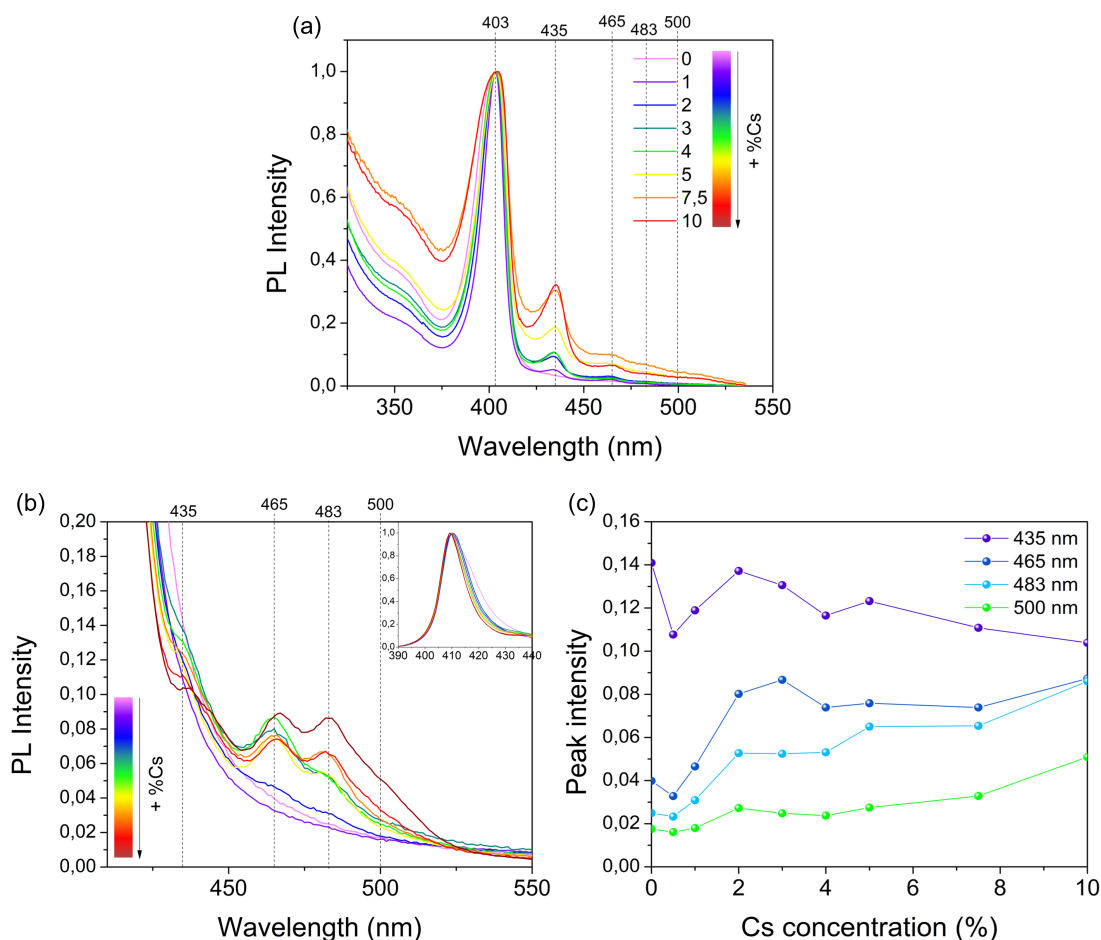 (a)
403 435 465 483 500
1,0
0,8
0,6
0,4
0,2
0,0
PL Intensity
0
1
2
3
4
5
7,5
10
+ %Cs
350 400 450 500 550
Wavelength (nm)
(b)
435 465 483 500
0,20
0,18
0,16
0,14
0,12
0,10
0,08
0,06
0,04
0,02
0,00
PL Intensity
+ %Cs
1,0
0,8
0,6
0,4
0,2
0,0
390 400 410 420 430 440
450 500 550
Wavelength (nm)
(c)
0,16
0,14
0,12
0,10
0,08
0,06
0,04
0,02
0,00
Peak intensity
435 nm
465 nm
483 nm
500 nm
0 2 4 6 8 10
Cs concentration (%)